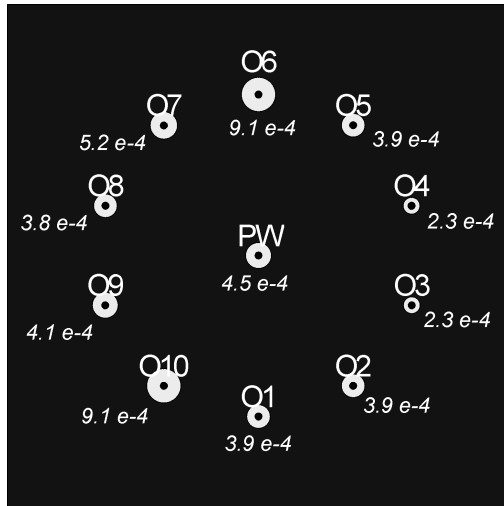 O6
9.1 e-4
O7
5.2 e-4
O5
3.9 e-4
O8
3.8 e-4
O4
2.3 e-4
PW
4.5 e-4
O9
4.1 e-4
O3
2.3 e-4
O10
9.1 e-4
O2
3.9 e-4
O1
3.9 e-4